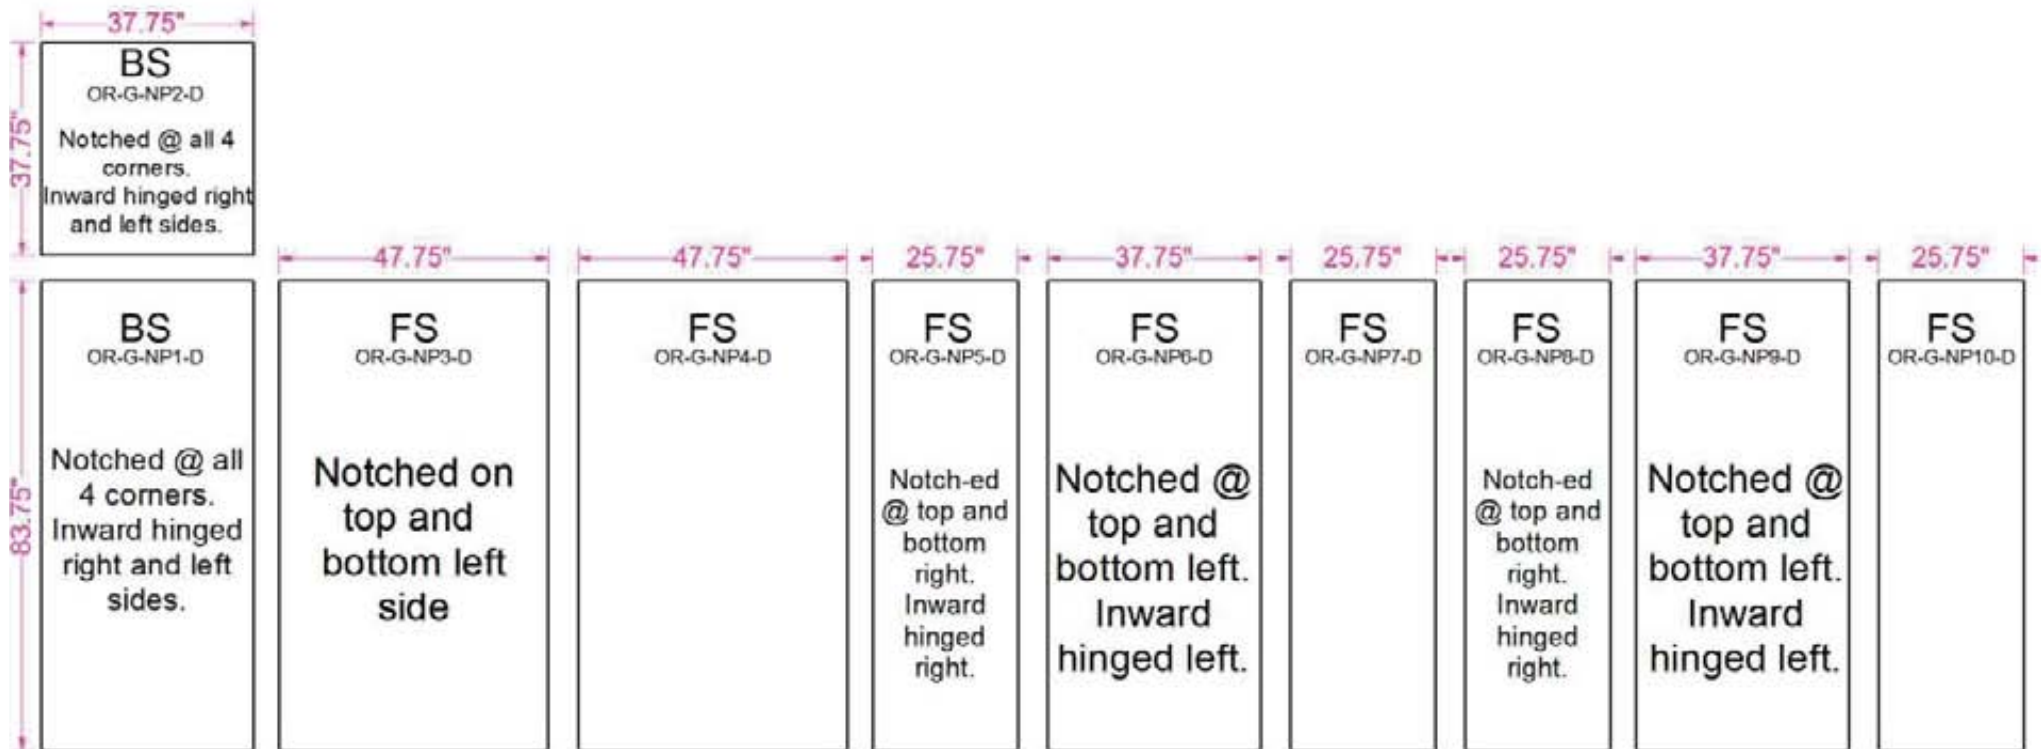 37.75"
37.75"
BS
OR-G-NP2-D
Notched @ all 4
corners.
Inward hinged right
and left sides.
47.75"
47.75"
25.75"
37.75"
25.75"
25.75"
37.75"
25.75"
83.75"
BS
OR-G-NP1-D
Notched @ all
4 corners.
Inward hinged
right and left
sides.
FS
OR-G-NP3-D
Notched on
top and
bottom left
side
FS
OR-G-NP4-D
FS
OR-G-NP5-D
Notch-ed
@ top and
bottom
right.
Inward
hinged
right.
FS
OR-G-NP6-D
Notched @
top and
bottom left.
Inward
hinged left.
FS
OR-G-NP7-D
FS
OR-G-NP8-D
Notch-ed
@ top and
bottom
right.
Inward
hinged
right.
FS
OR-G-NP9-D
Notched @
top and
bottom left.
Inward
hinged left.
FS
OR-G-NP10-D